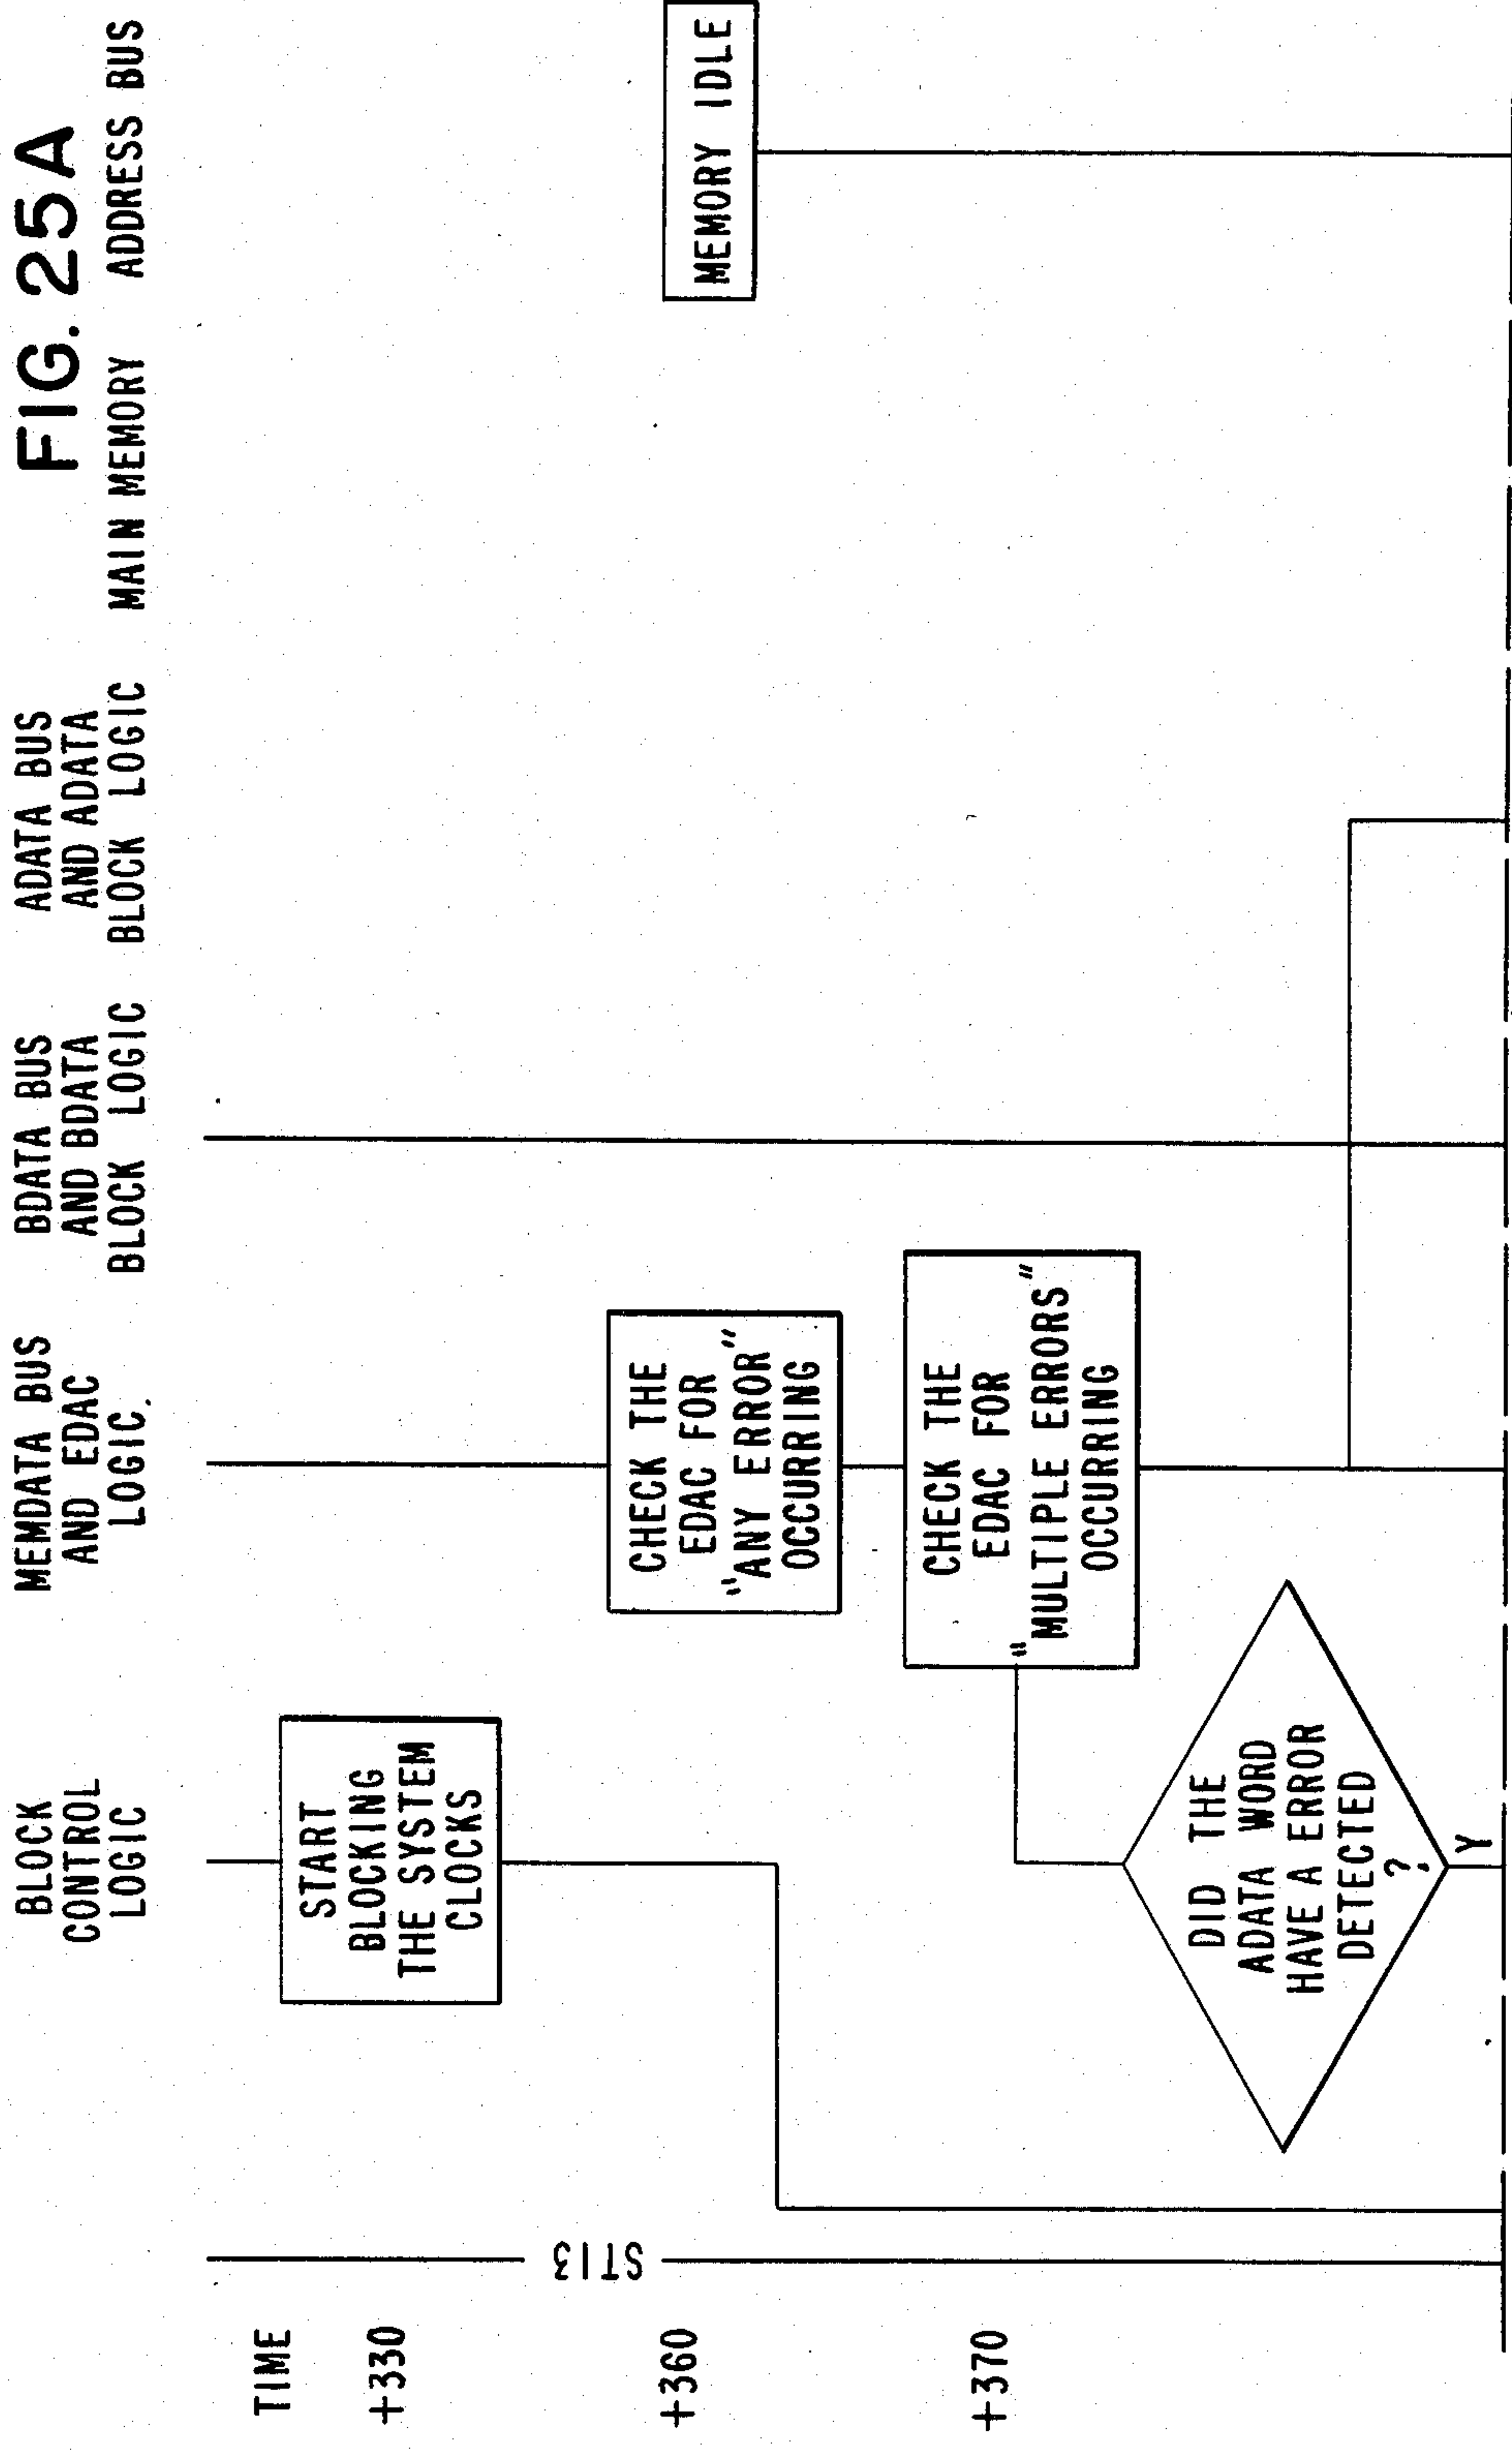 FIG. 25A
BLOCK
CONTROL
LOGIC
MEMDATA BUS
AND EDAC
LOGIC
BDATA BUS
AND BDATA
BLOCK LOGIC
ADATA BUS
AND ADATA
BLOCK LOGIC
MAIN MEMORY
ADDRESS BUS
TIME
+330
+360
+370
ST13
START
BLOCKING
THE SYSTEM
CLOCKS
CHECK THE
EDAC FOR
"ANY ERROR"
OCCURRING
MEMORY IDLE
CHECK THE
EDAC FOR
"MULTIPLE ERRORS"
OCCURRING
DID THE
ADATA WORD
HAVE A ERROR
DETECTED
?
Y